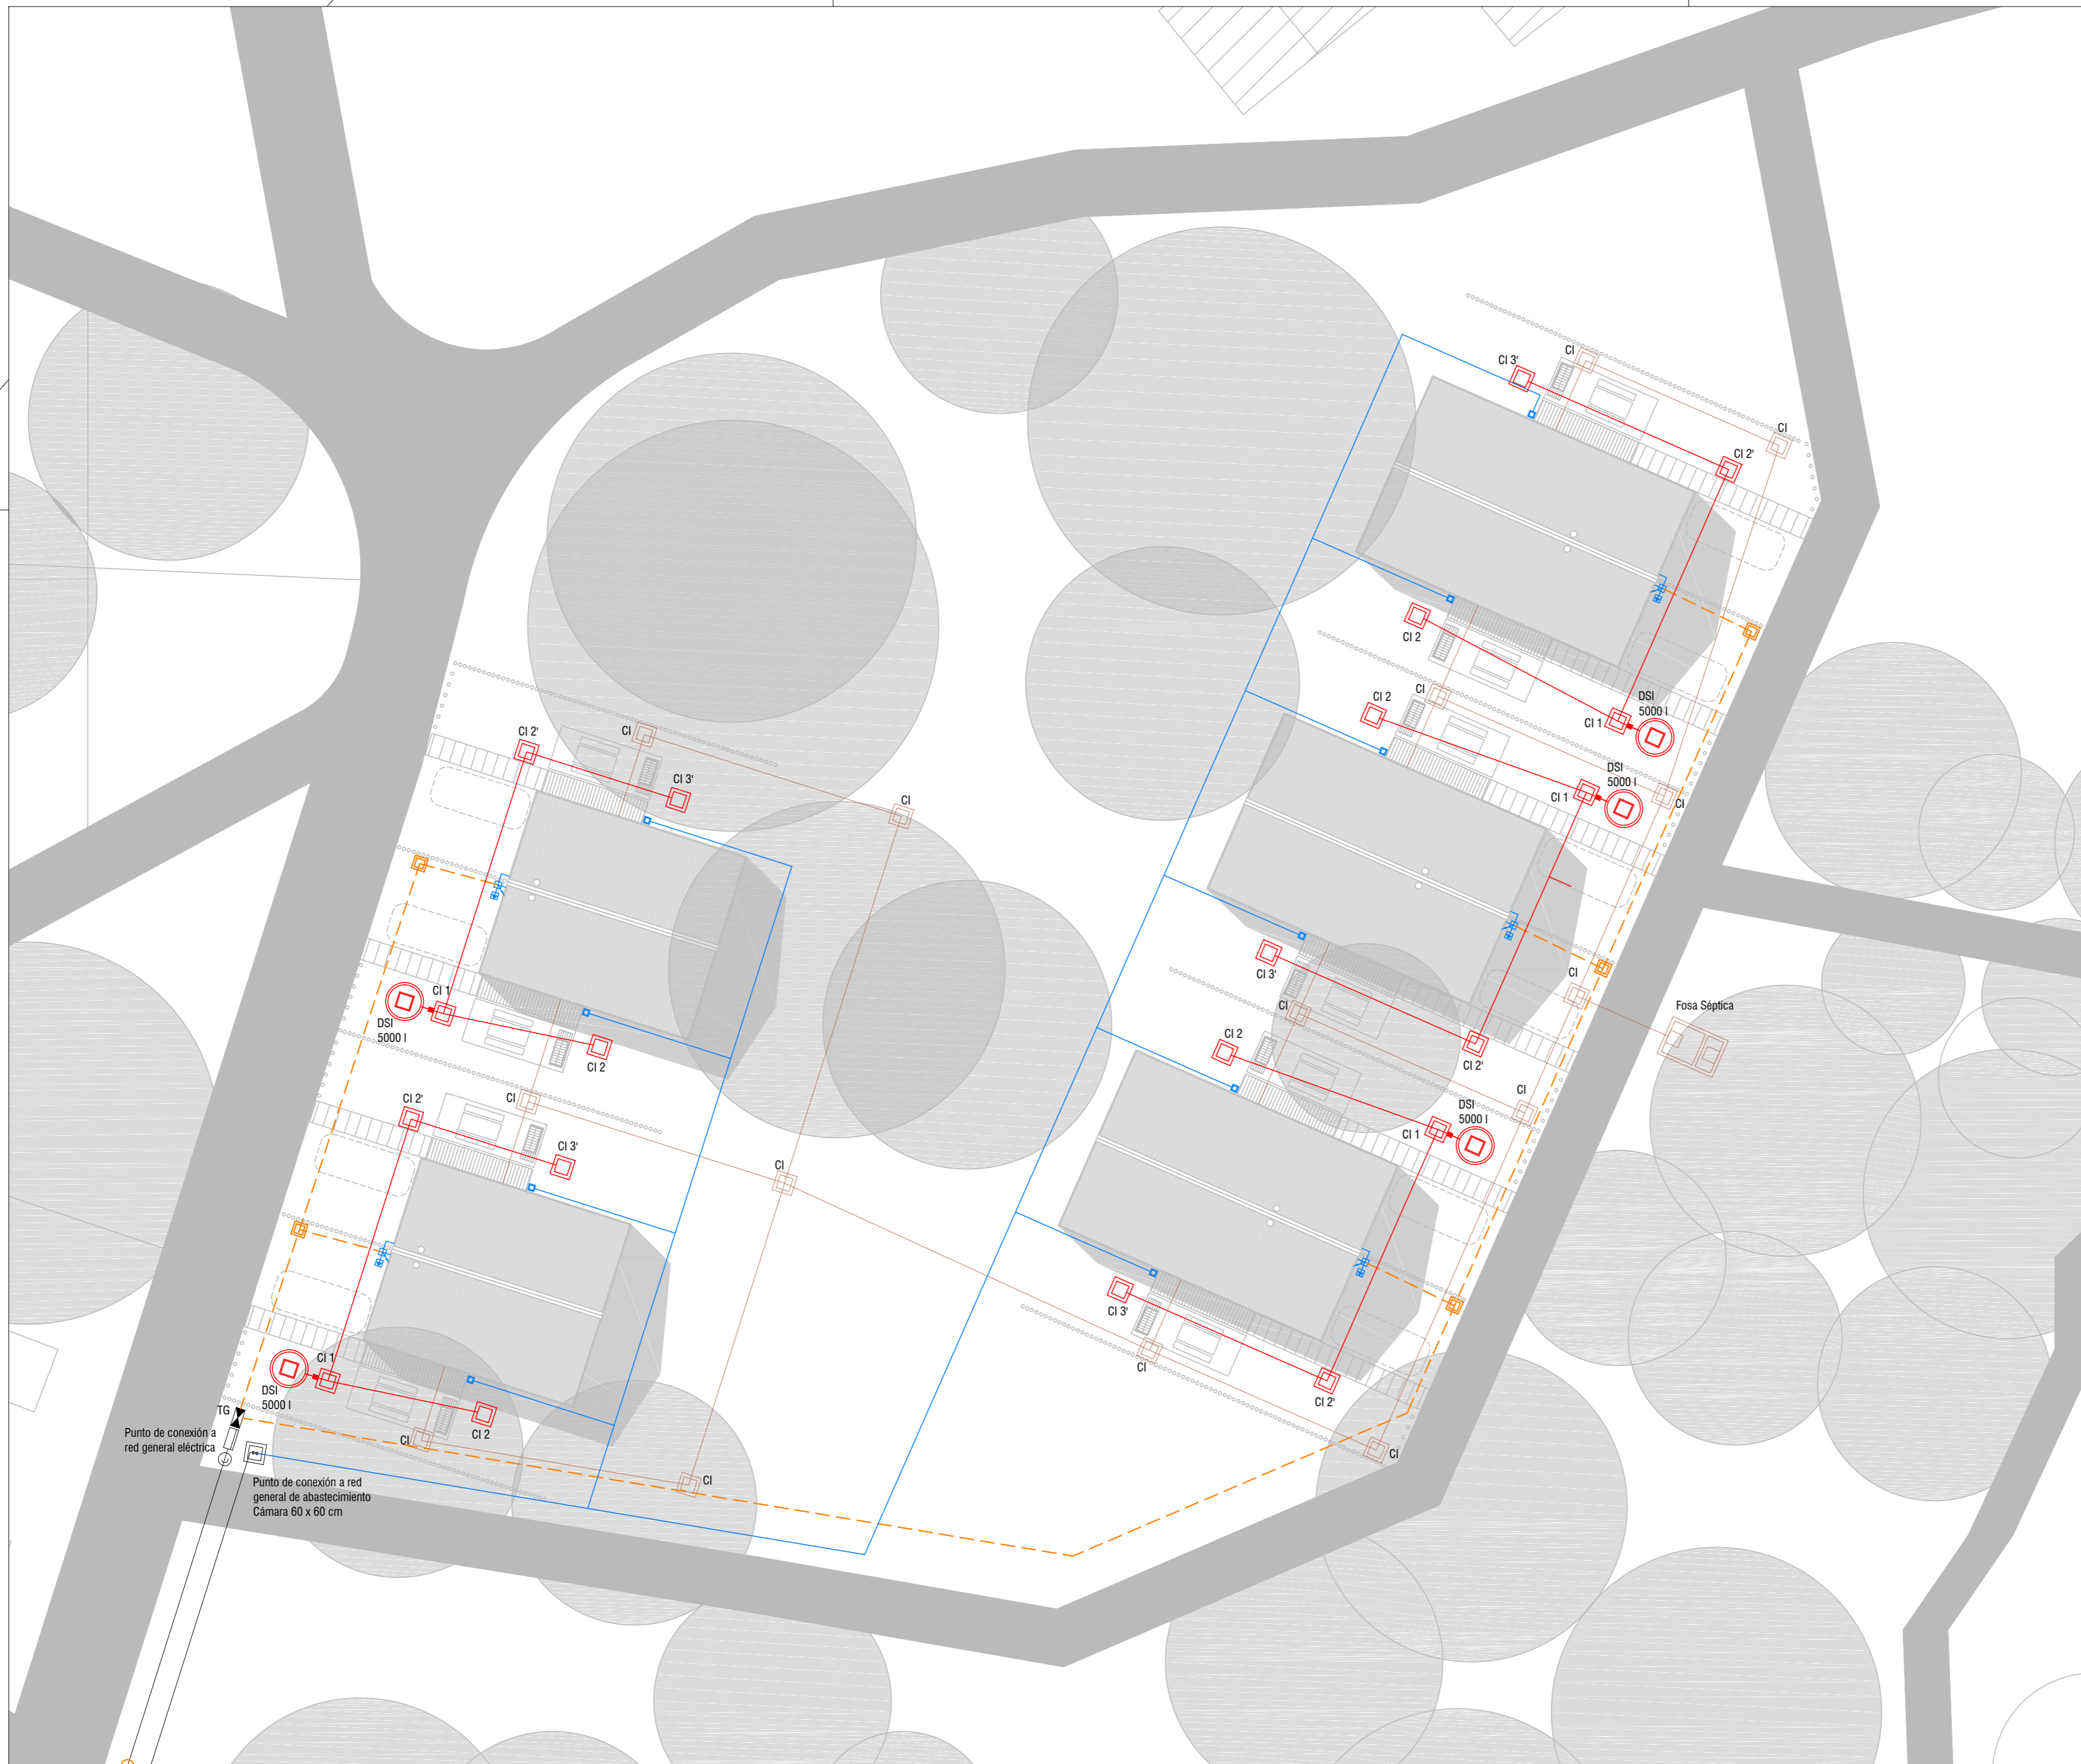 CI
CI 3'
CI
CI 2'
CI 2
CI
DSI
5000 l
CI 1
CI 2
CI 2'
CI
CI 3'
DSI
5000 l
CI 1
CI
CI
CI
Fosa Séptica
CI 3'
CI 1
DSI
5000 l
CI
CI 2
CI 2'
CI 2
CI
CI 2'
CI
CI
DSI
5000 l
CI 1
CI 3'
CI
CI 3'
CI 1
DSI
5000 l
CI
CI 2'
TG
Punto de conexión a
red general eléctrica
CI
CI 2
CI
CI
Punto de conexión a red
general de abastecimiento
Cámara 60 x 60 cm